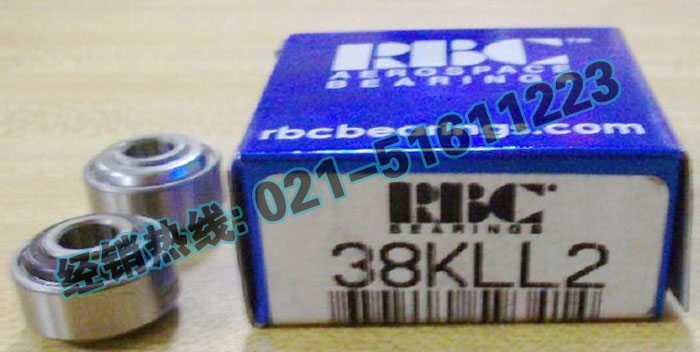 RBC™
AEROSPACE
BEARINGS
rbcbearings.com
RBC
BEARINGS
38KLL2
经销热线: 021-51611223